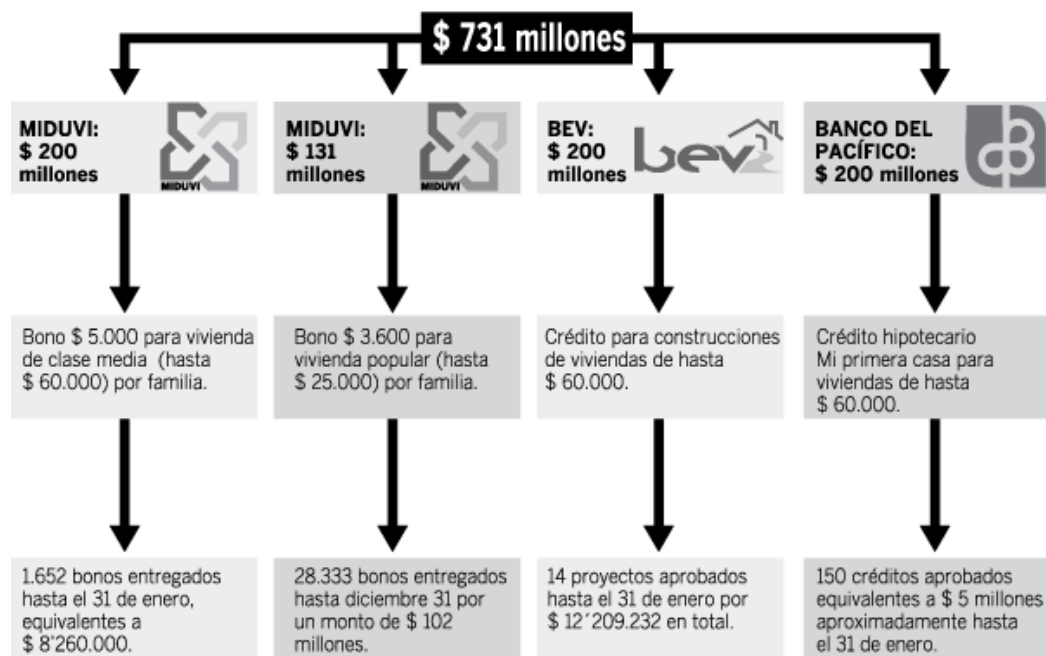 $ 731 millones
MIDUVI:
$ 200
millones
MIDUVI
MIDUVI:
$ 131
millones
MIDUVI
BEV:
$ 200
millones
bev
BANCO DEL
PACÍFICO:
$ 200 millones
Bono $ 5.000 para vivienda
de clase media (hasta
$ 60.000) por familia.
Bono $ 3.600 para
vivienda popular (hasta
$ 25.000) por familia.
Crédito para construcciones
de viviendas de hasta
$ 60.000.
Crédito hipotecario
Mi primera casa para
viviendas de hasta
$ 60.000.
1.652 bonos entregados
hasta el 31 de enero,
equivalentes a
$ 8'260.000.
28.333 bonos entregados
hasta diciembre 31 por
un monto de $ 102
millones.
14 proyectos aprobados
hasta el 31 de enero por
$ 12´209.232 en total.
150 créditos aprobados
equivalentes a $ 5 millones
aproximadamente hasta
el 31 de enero.